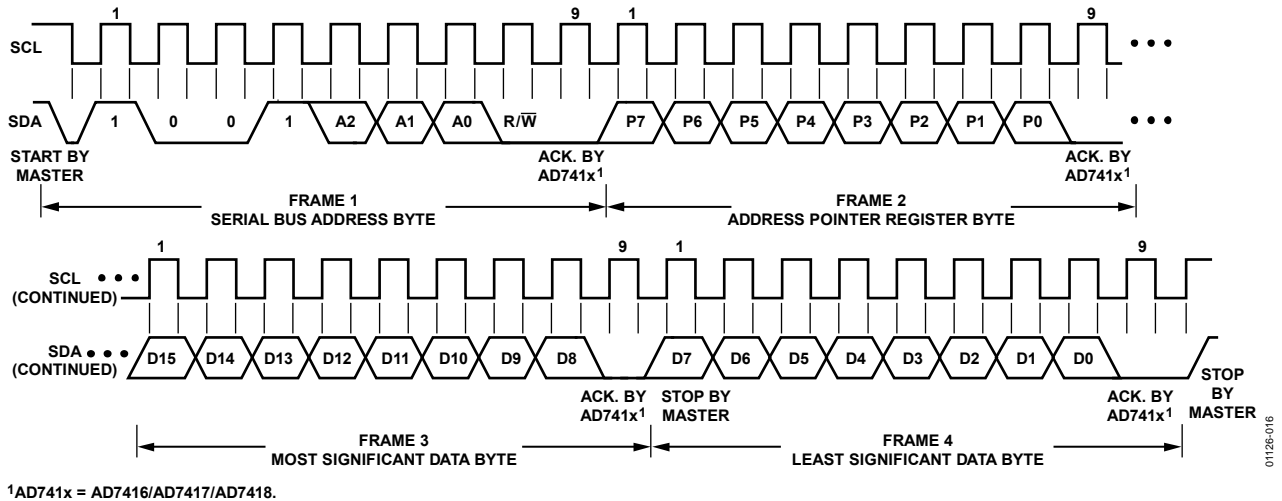 1 9 1 9
SCL
SDA 1 0 0 1 A2 A1 A0 R/W̅ P7 P6 P5 P4 P3 P2 P1 P0
START BY MASTER
ACK. BY AD741x1
ACK. BY AD741x1
FRAME 1
SERIAL BUS ADDRESS BYTE
FRAME 2
ADDRESS POINTER REGISTER BYTE
1 9 1 9
SCL
(CONTINUED)
SDA
(CONTINUED)
D15 D14 D13 D12 D11 D10 D9 D8 D7 D6 D5 D4 D3 D2 D1 D0
ACK. BY
AD741x1
STOP BY
MASTER
ACK. BY
AD741x1
STOP
BY
MASTER
FRAME 3
MOST SIGNIFICANT DATA BYTE
FRAME 4
LEAST SIGNIFICANT DATA BYTE
01126-016
1AD741x = AD7416/AD7417/AD7418.